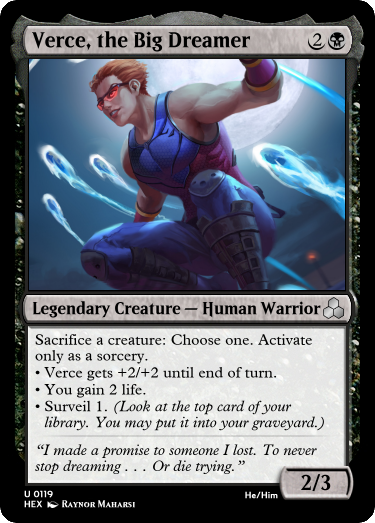 Verce, the Big Dreamer 2
Legendary Creature — Human Warrior
Sacrifice a creature: Choose one. Activate
only as a sorcery.
• Verce gets +2/+2 until end of turn.
• You gain 2 life.
• Surveil 1. (Look at the top card of your
library. You may put it into your graveyard.)
“I made a promise to someone I lost. To never
stop dreaming . . . Or die trying.”
2/3
U 0119 He/Him
HEX Raynor Maharsi